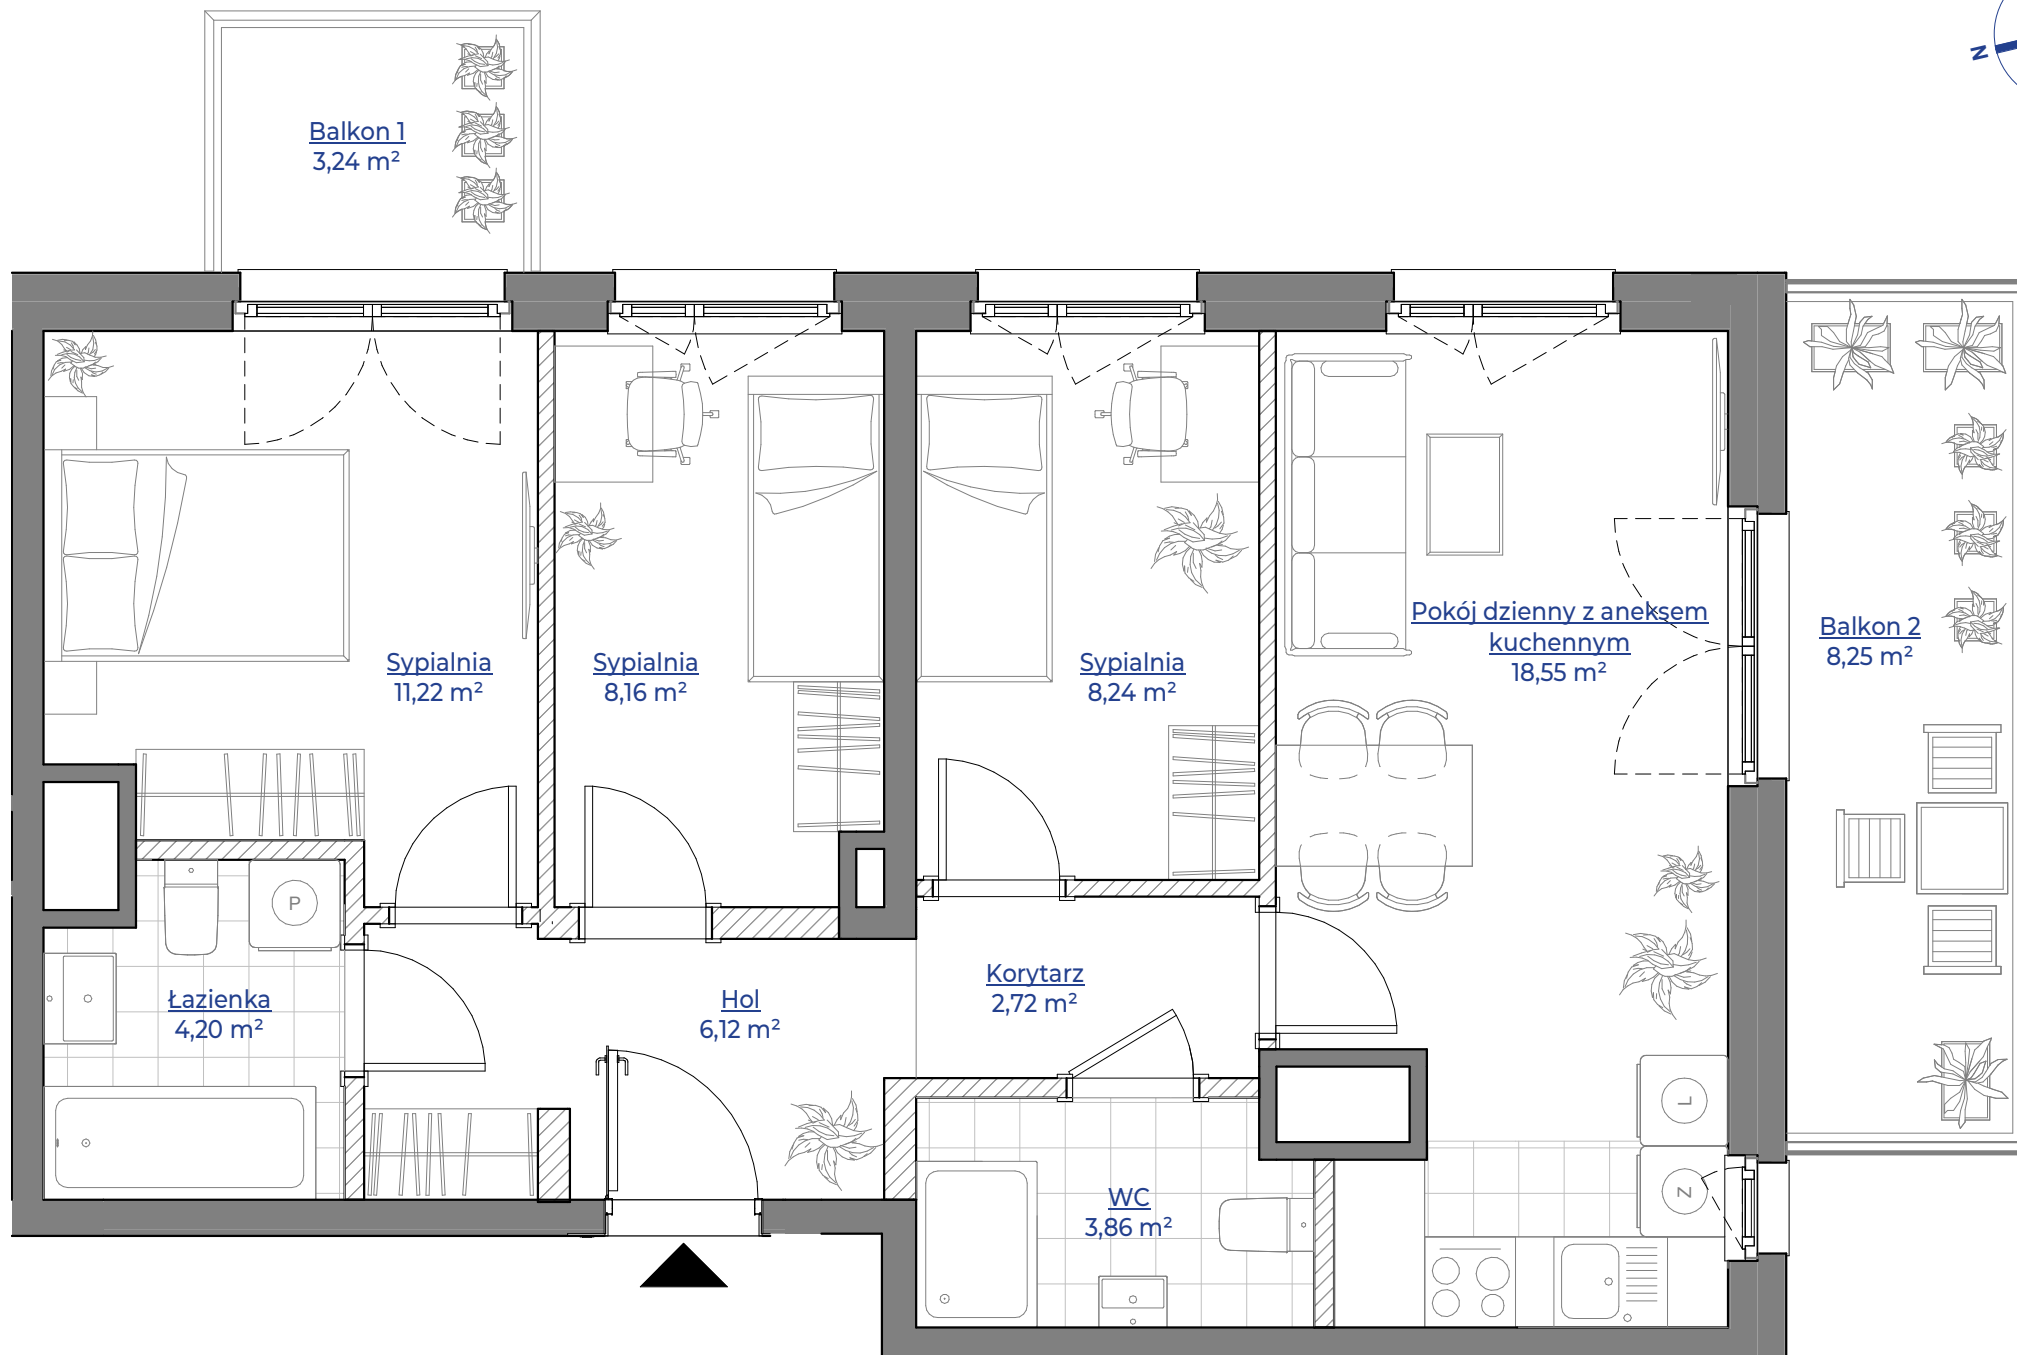 N
Balkon 1
3,24 m²
Sypialnia
11,22 m²
Sypialnia
8,16 m²
Sypialnia
8,24 m²
Pokój dzienny z aneksem
kuchennym
18,55 m²
Balkon 2
8,25 m²
P
Łazienka
4,20 m²
Hol
6,12 m²
Korytarz
2,72 m²
L
Z
WC
3,86 m²